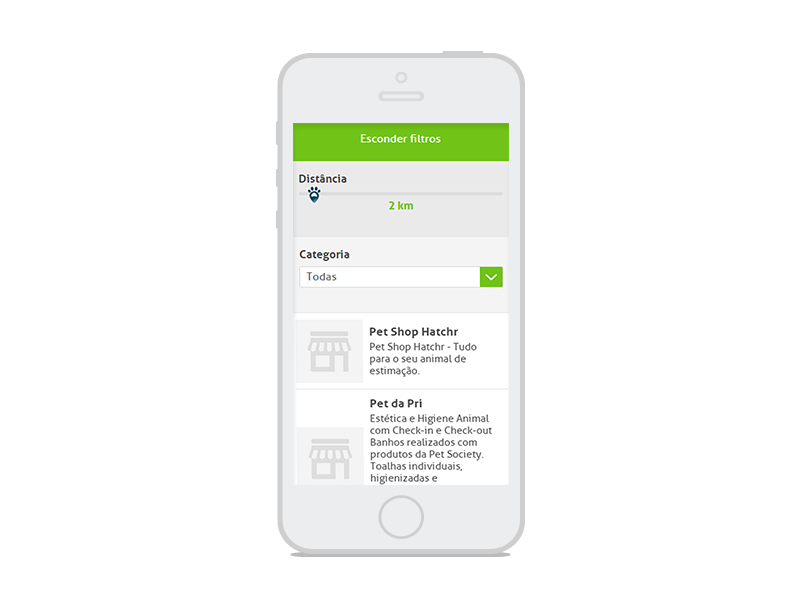 Esconder filtros
Distância
2 km
Categoria
Todas
Pet Shop Hatchr
Pet Shop Hatchr - Tudo
para o seu animal de
estimação.
Pet da Pri
Estética e Higiene Animal
com Check-in e Check-out
Banhos realizados com
produtos da Pet Society.
Toalhas individuais,
higienizadas e